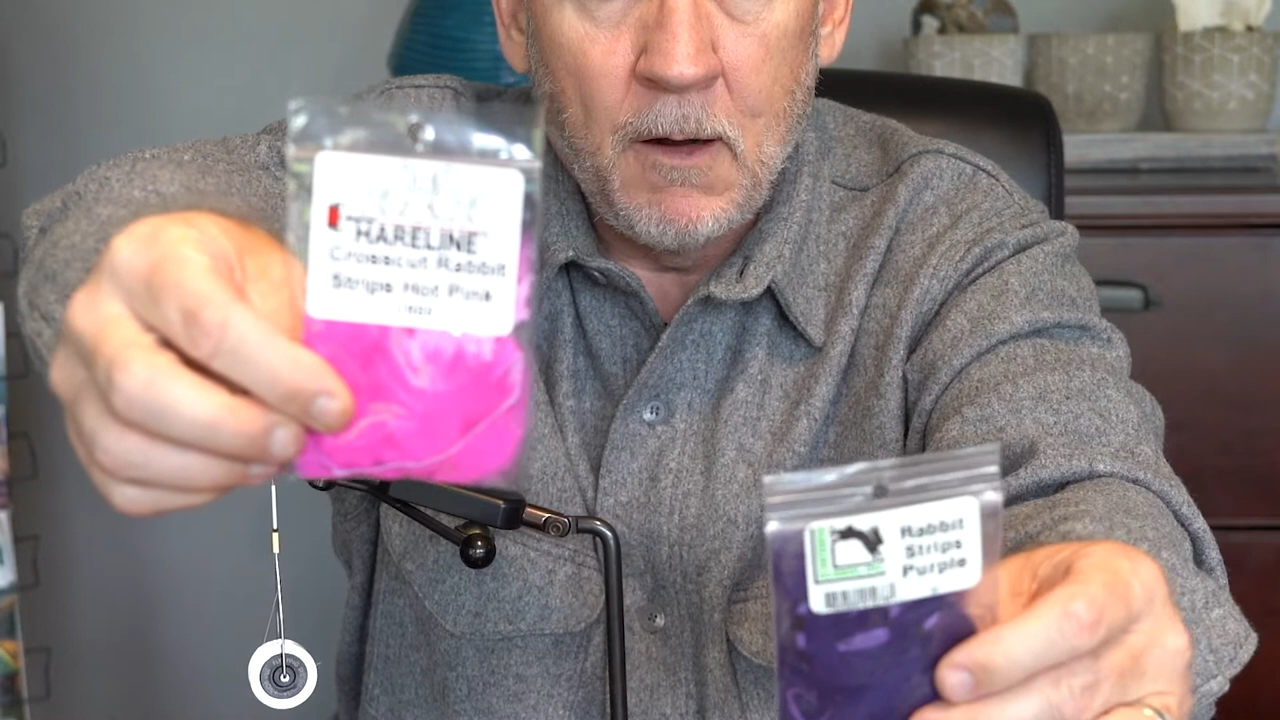 HARELINE
Crosscut Rabbit
Strips Hot Pink
Rabbit
Strips
Purple